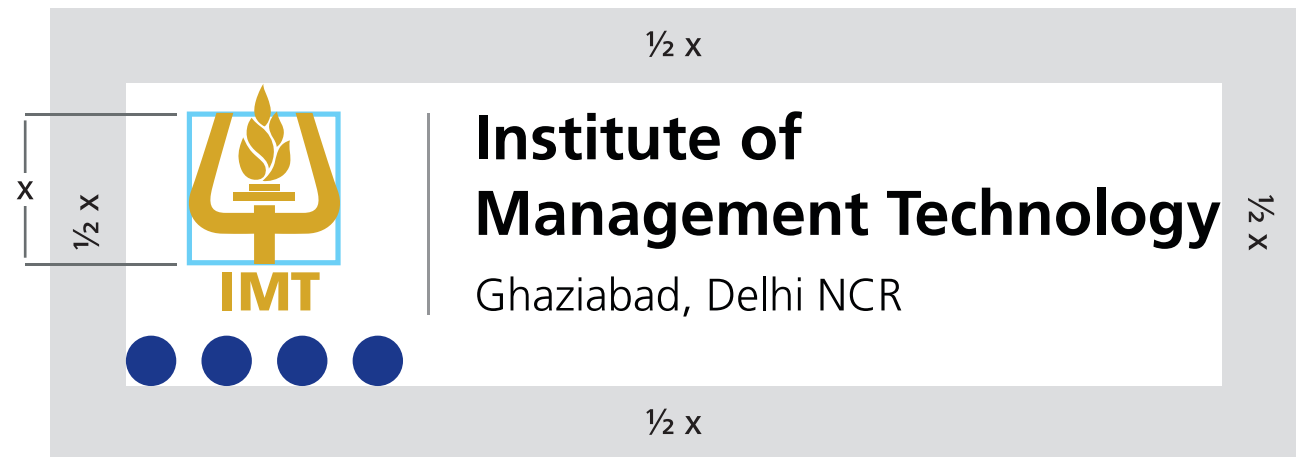 ½ x
x
½ x
IMT
Institute of
Management Technology
Ghaziabad, Delhi NCR
½ x
½ x